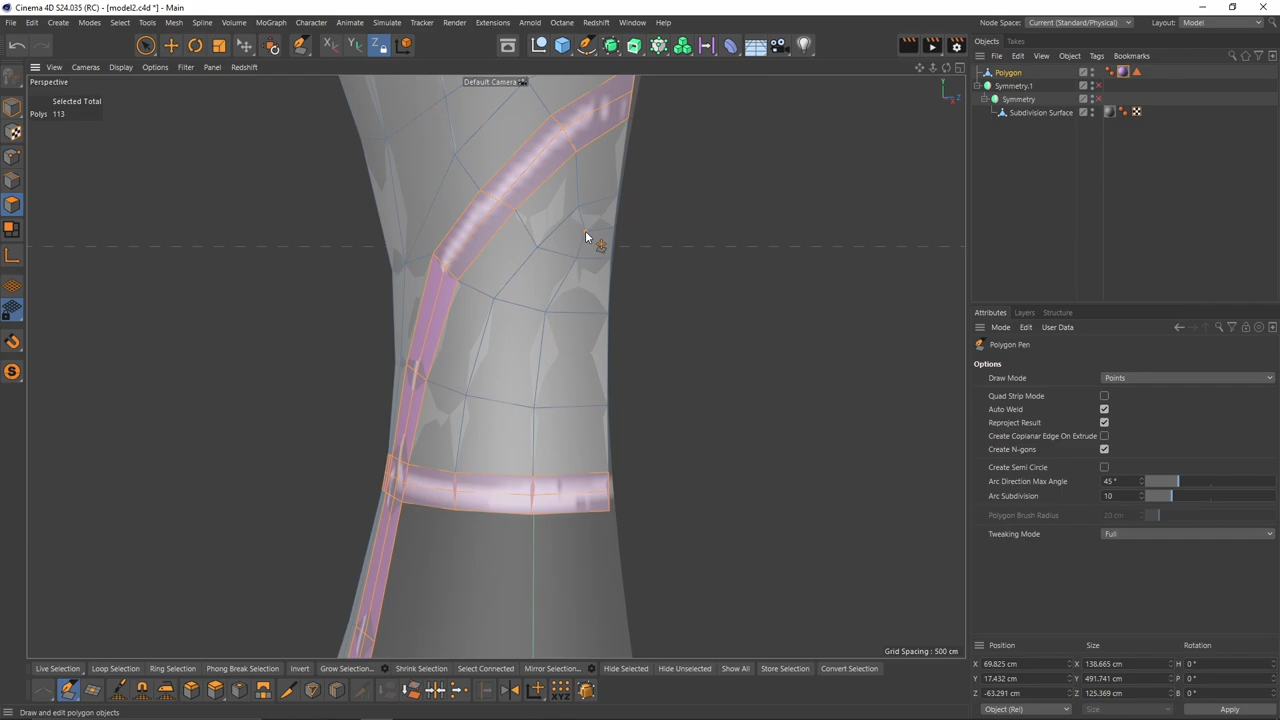 Cinema 4D S24.035 (RC) - [model2.c4d *] - Main
File Edit Create Modes Select Tools Mesh Spline Volume MoGraph Character Animate Simulate Tracker Render Extensions Arnold Octane Redshift Window Help
Node Space: Current (Standard/Physical) Layout: Model
Objects Takes
File Edit View Object Tags Bookmarks
View Cameras Display Options Filter Panel Redshift
Perspective
Default Camera
Y
X
Z
Selected Total
Polys 113
Polygon
Symmetry.1
Symmetry
Subdivision Surface
Attributes Layers Structure
Mode Edit User Data
Polygon Pen
Options
Draw Mode Points
Quad Strip Mode
Auto Weld
Reproject Result
Create Coplanar Edge On Extrude
Create N-gons
Create Semi Circle
Arc Direction Max Angle 45 °
Arc Subdivision 10
Polygon Brush Radius 20 cm
Tweaking Mode Full
Grid Spacing : 500 cm
Live Selection Loop Selection Ring Selection Phong Break Selection Invert Grow Selection... Shrink Selection Select Connected Mirror Selection... Hide Selected Hide Unselected Show All Store Selection Convert Selection
Position Size Rotation
X 69.825 cm X 138.665 cm H 0 °
Y 17.432 cm Y 491.741 cm P 0 °
Z -63.291 cm Z 125.369 cm B 0 °
Object (Rel) Size Apply
Draw and edit polygon objects